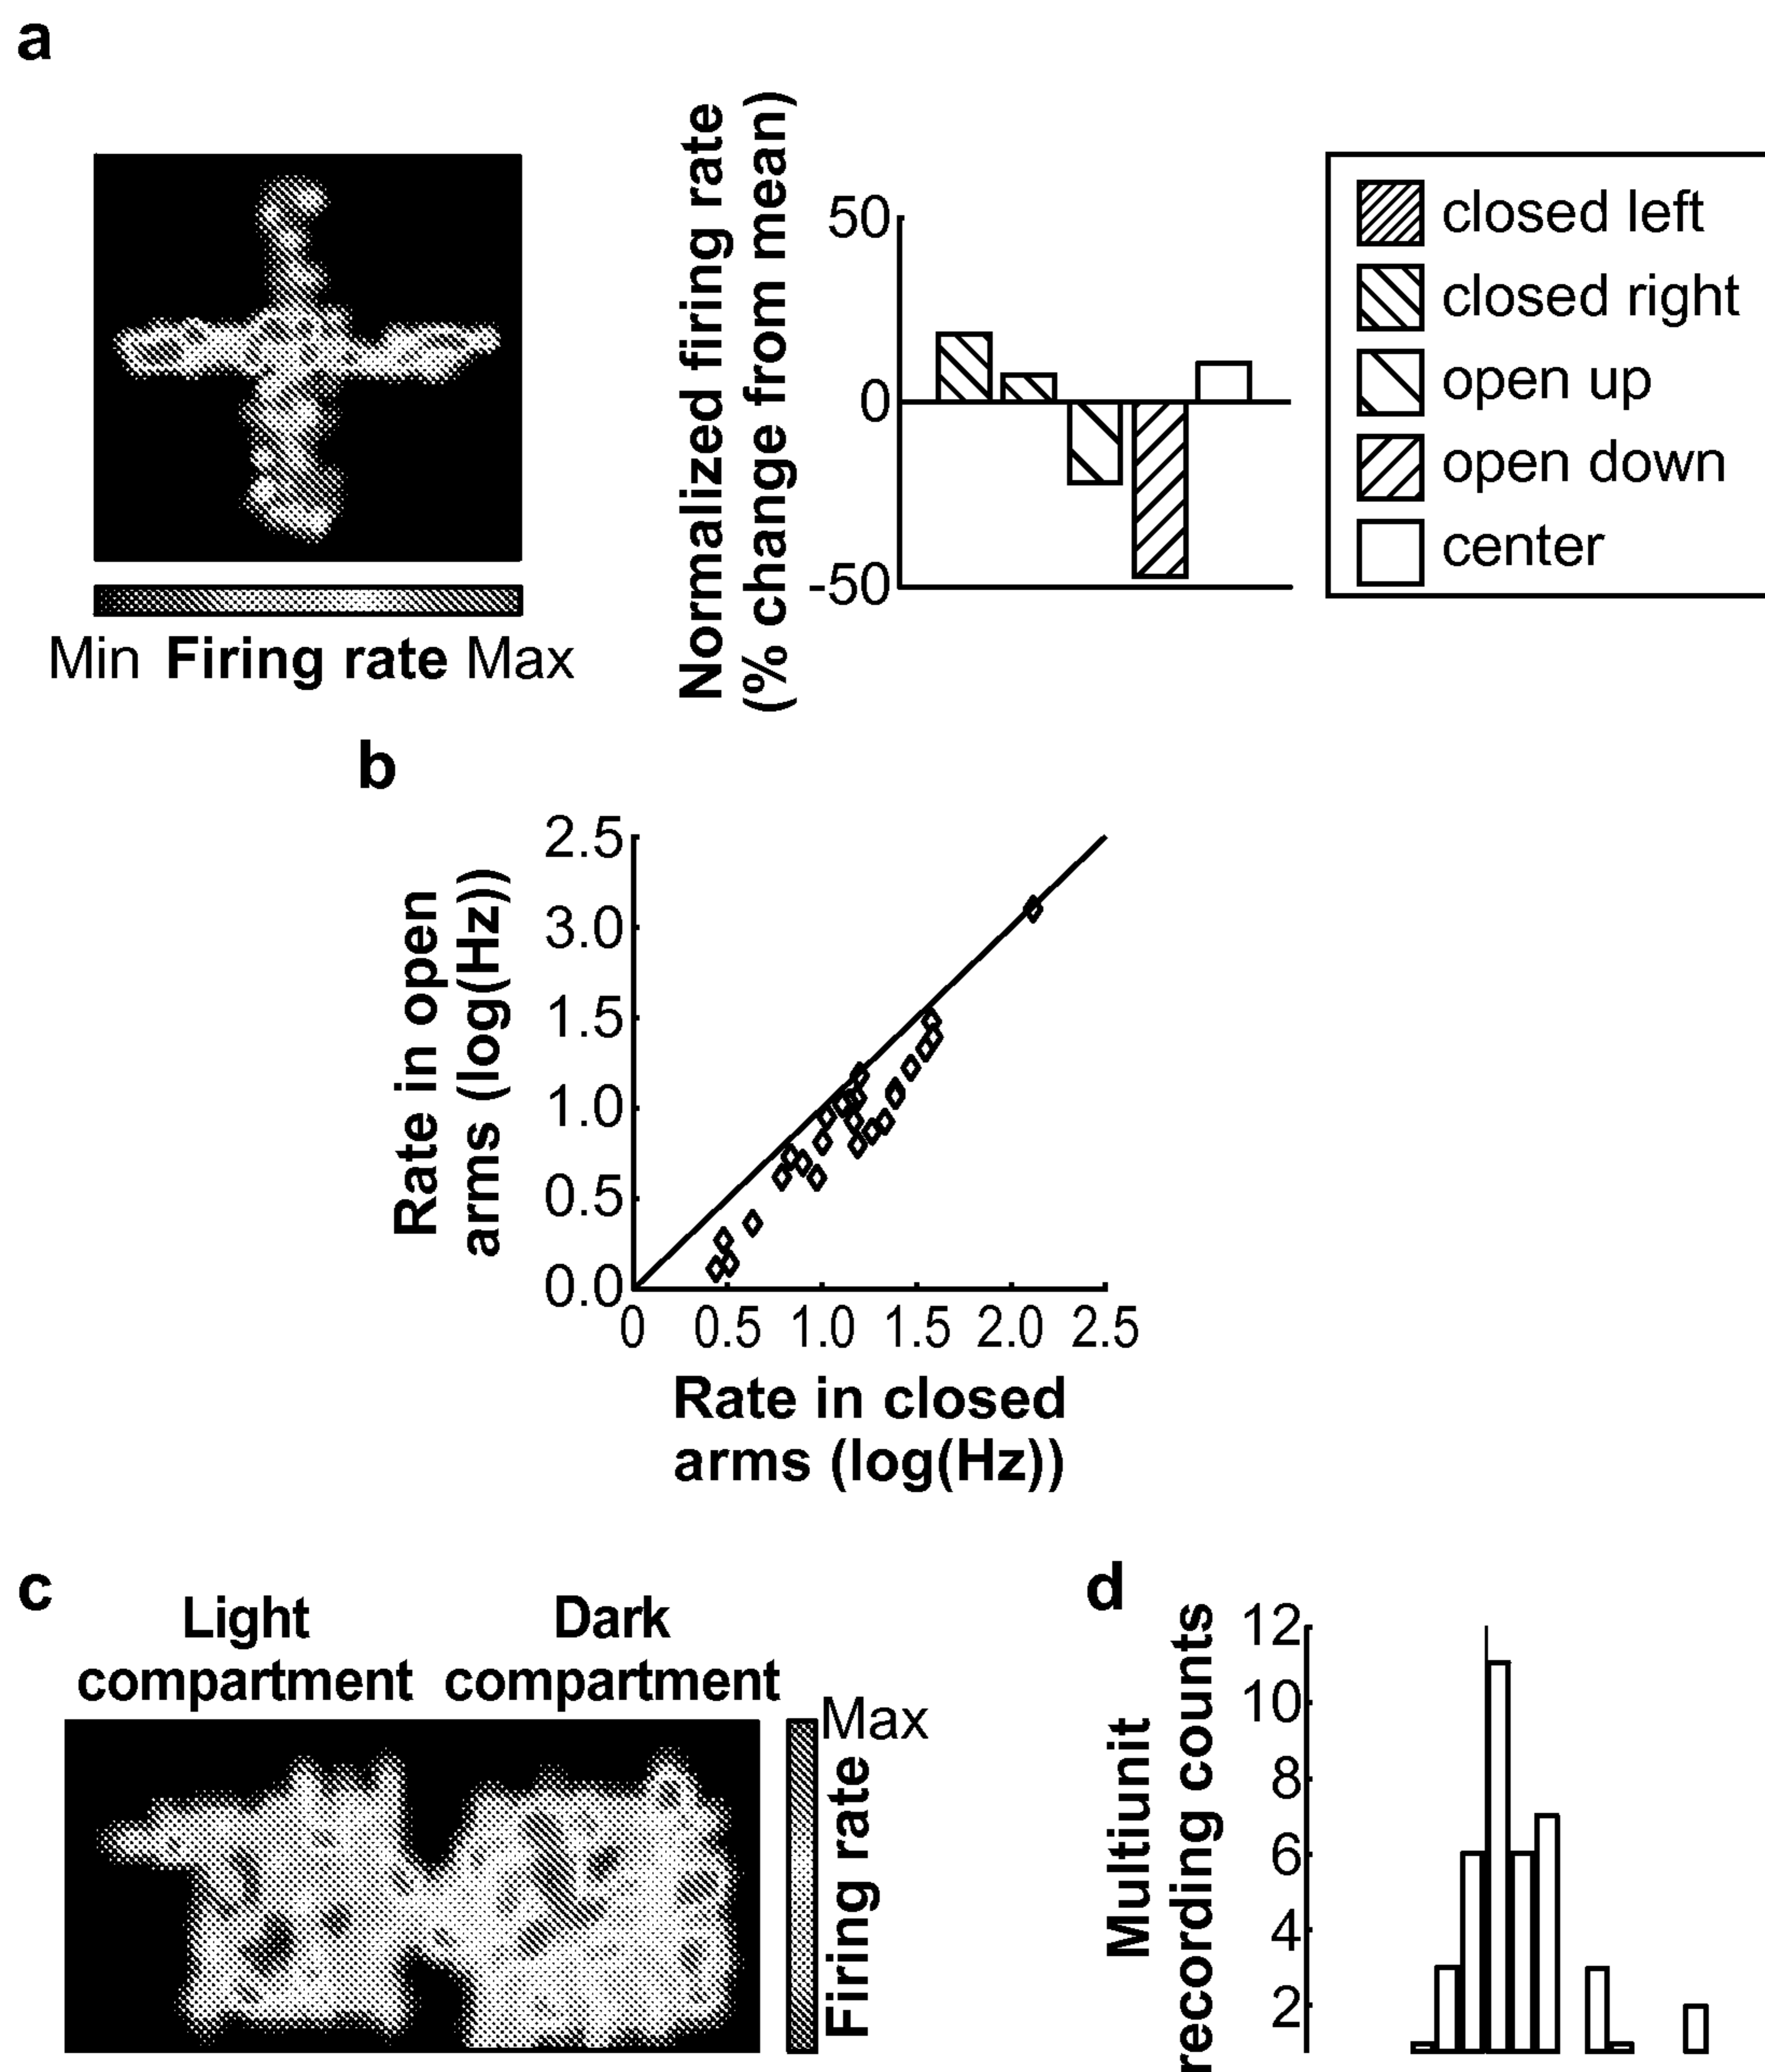 a
Normalized firing rate
(% change from mean)
50
0
-50
closed left
closed right
open up
open down
center
Min Firing rate Max
b
Rate in open
arms (log(Hz))
2.5
3.0
1.5
1.0
0.5
0.0
0 0.5 1.0 1.5 2.0 2.5
Rate in closed
arms (log(Hz))
c
Light
compartment
Dark
compartment
Max
Firing rate
d
Multiunit
recording counts
12
10
8
6
4
2